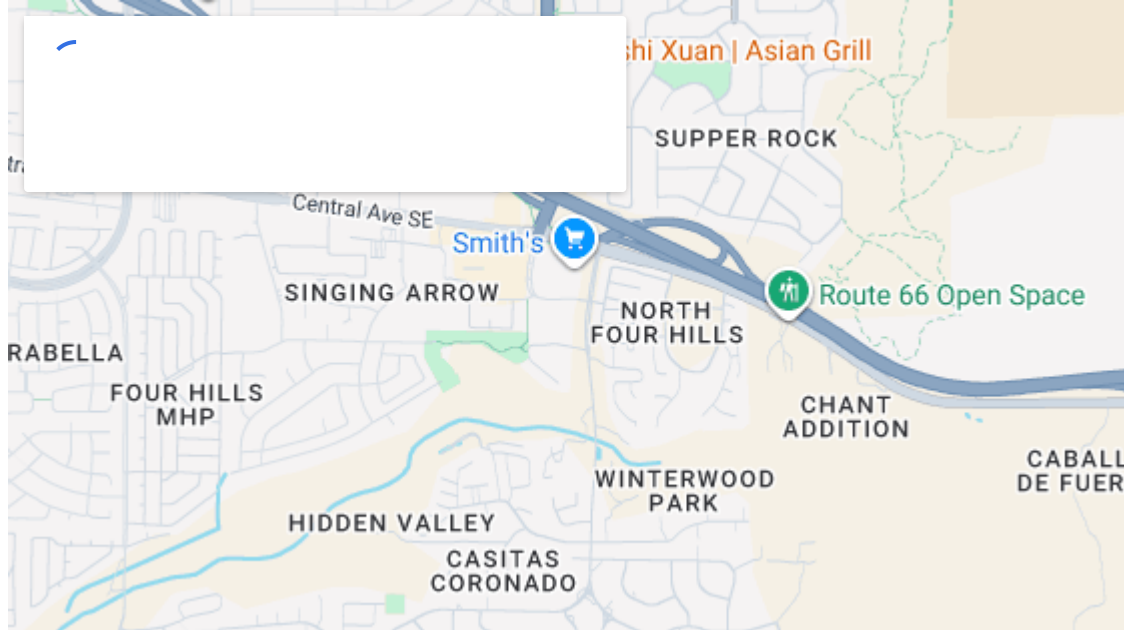 shi Xuan | Asian Grill
SUPPER ROCK
Central Ave SE
Smith's
SINGING ARROW
Route 66 Open Space
NORTH
FOUR HILLS
RABELLA
FOUR HILLS
MHP
CHANT
ADDITION
CABALL
DE FUER
WINTERWOOD
PARK
HIDDEN VALLEY
CASITAS
CORONADO